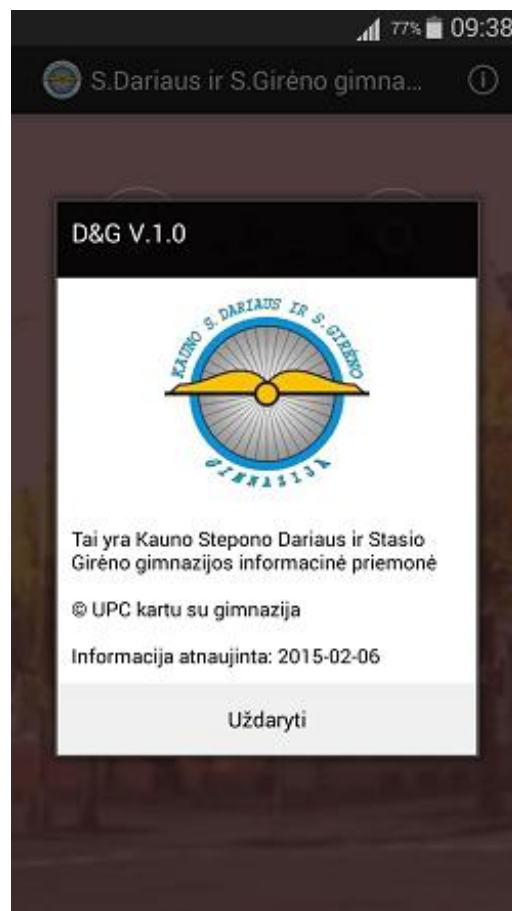 77% 09:38
S.Dariaus ir S.Girėno gimna...
D&G V.1.0
KAUNO S. DARIAUS IR S. GIRĖNO
GIMNAZIJA
Tai yra Kauno Stepono Dariaus ir Stasio
Girėno gimnazijos informacinė priemonė
© UPC kartu su gimnazija
Informacija atnaujinta: 2015-02-06
Uždaryti